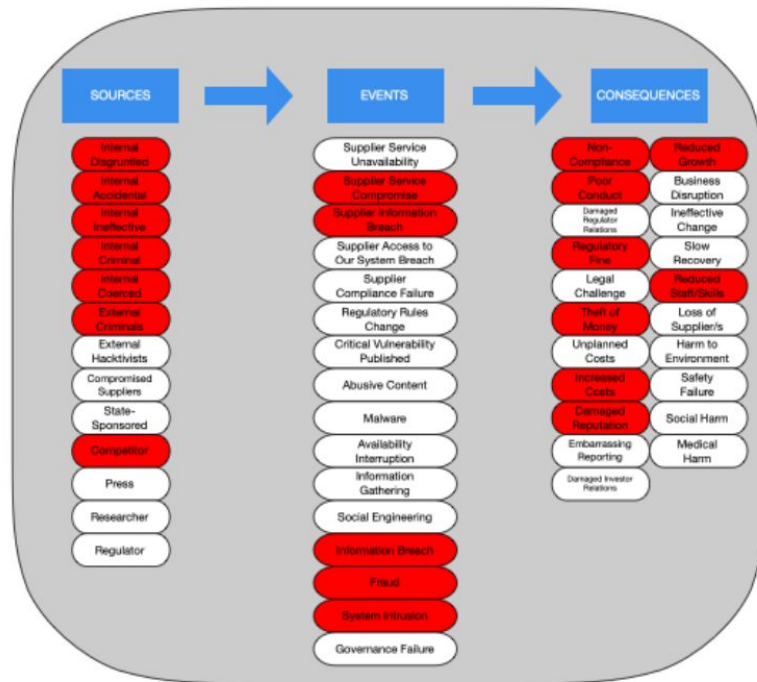 SOURCES
EVENTS
CONSEQUENCES
Internal
Disgruntled
Internal
Accidental
Internal
Ineffective
Internal
Criminal
Internal
Coerced
External
Criminals
External
Hacktivists
Compromised
Suppliers
State-
Sponsored
Competitor
Press
Researcher
Regulator
Supplier Service
Unavailability
Supplier Service
Compromise
Supplier Information
Breach
Supplier Access to
Our System Breach
Supplier
Compliance Failure
Regulatory Rules
Change
Critical Vulnerability
Published
Abusive Content
Malware
Availability
Interruption
Information
Gathering
Social Engineering
Information Breach
Fraud
System Intrusion
Governance Failure
Non-
Compliance
Poor
Conduct
Damaged
Regulator
Relations
Regulatory
Fine
Legal
Challenge
Theft of
Money
Unplanned
Costs
Increased
Costs
Damaged
Reputation
Embarrassing
Reporting
Damaged Investor
Relations
Reduced
Growth
Business
Disruption
Ineffective
Change
Slow
Recovery
Reduced
Staff/Skills
Loss of
Supplier/s
Harm to
Environment
Safety
Failure
Social Harm
Medical
Harm